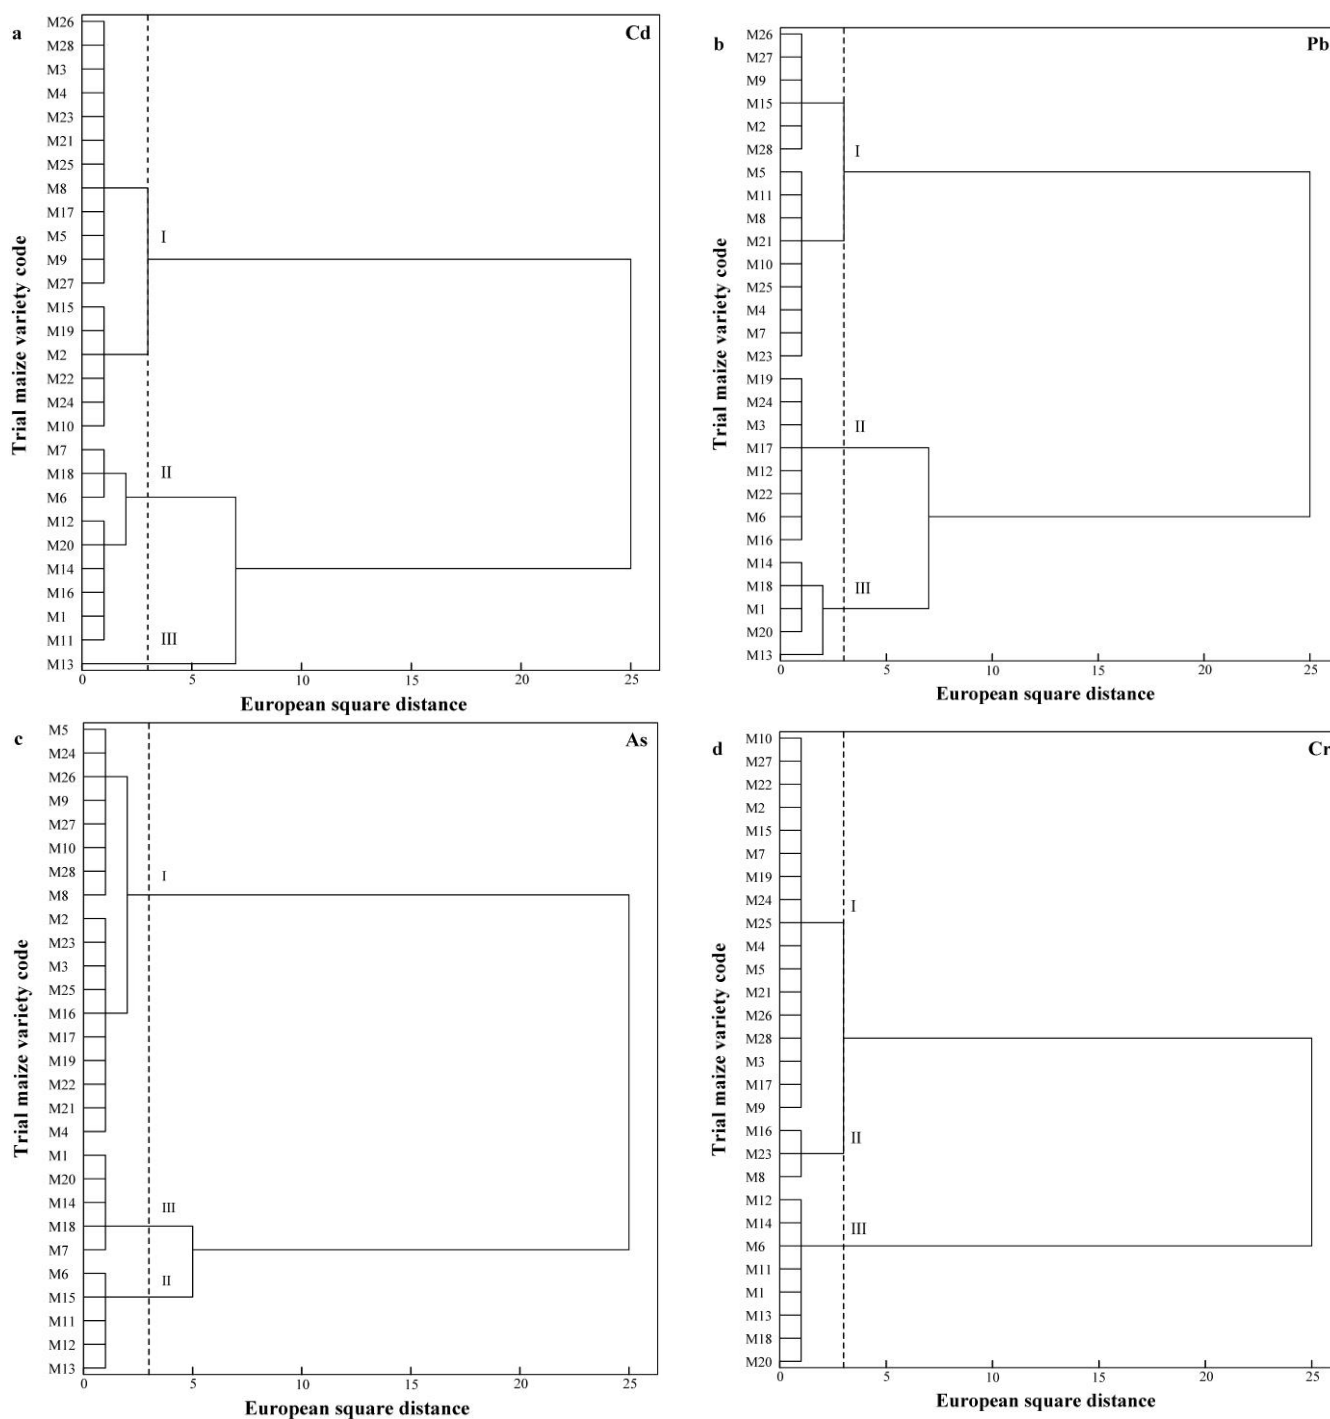 a
Cd
Trial maize variety code
M26
M28
M3
M4
M23
M21
M25
M8
M17
M5
M9
M27
M15
M19
M2
M22
M24
M10
M7
M18
M6
M12
M20
M14
M16
M1
M11
M13
I
II
III
0 5 10 15 20 25
European square distance
b
Pb
Trial maize variety code
M26
M27
M9
M15
M2
M28
M5
M11
M8
M21
M10
M25
M4
M7
M23
M19
M24
M3
M17
M12
M22
M6
M16
M14
M18
M1
M20
M13
I
II
III
0 5 10 15 20 25
European square distance
c
As
Trial maize variety code
M5
M24
M26
M9
M27
M10
M28
M8
M2
M23
M3
M25
M16
M17
M19
M22
M21
M4
M1
M20
M14
M18
M7
M6
M15
M11
M12
M13
I
III
II
0 5 10 15 20 25
European square distance
d
Cr
Trial maize variety code
M10
M27
M22
M2
M15
M7
M19
M24
M25
M4
M5
M21
M26
M28
M3
M17
M9
M16
M23
M8
M12
M14
M6
M11
M1
M13
M18
M20
I
II
III
0 5 10 15 20 25
European square distance